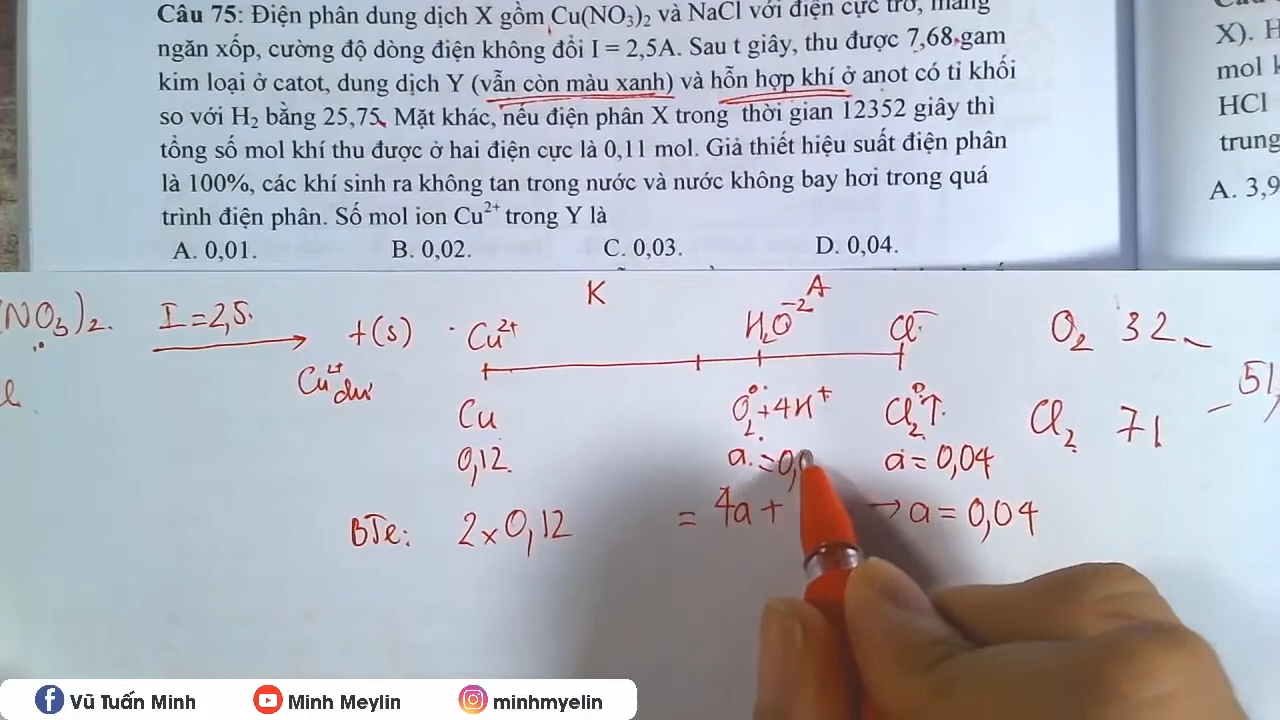 Câu 75: Điện phân dung dịch X gồm Cu(NO₃)₂ và NaCl với điện cực trơ, màng
ngăn xốp, cường độ dòng điện không đổi I = 2,5A. Sau t giây, thu được 7,68 gam
kim loại ở catot, dung dịch Y (vẫn còn màu xanh) và hỗn hợp khí ở anot có tỉ khối
so với H₂ bằng 25,75. Mặt khác, nếu điện phân X trong thời gian 12352 giây thì
tổng số mol khí thu được ở hai điện cực là 0,11 mol. Giả thiết hiệu suất điện phân
là 100%, các khí sinh ra không tan trong nước và nước không bay hơi trong quá
trình điện phân. Số mol ion Cu²⁺ trong Y là
A. 0,01. B. 0,02. C. 0,03. D. 0,04.
X). H
mol
HCl
trung
A. 3,9
K A
(NO₃)₂. I = 2,5. t(s) Cu²⁺ H₂O⁻² Cl⁻ O₂ 32
Cu²⁺ dư
Cu O₂⁰ + 4H⁺ Cl₂⁰↑ Cl₂ 71 51,
0,12. a = 0,0 a = 0,04
BTe: 2 x 0,12 = 4a + → a = 0,04
Vũ Tuấn Minh Minh Meylin minhmyelin